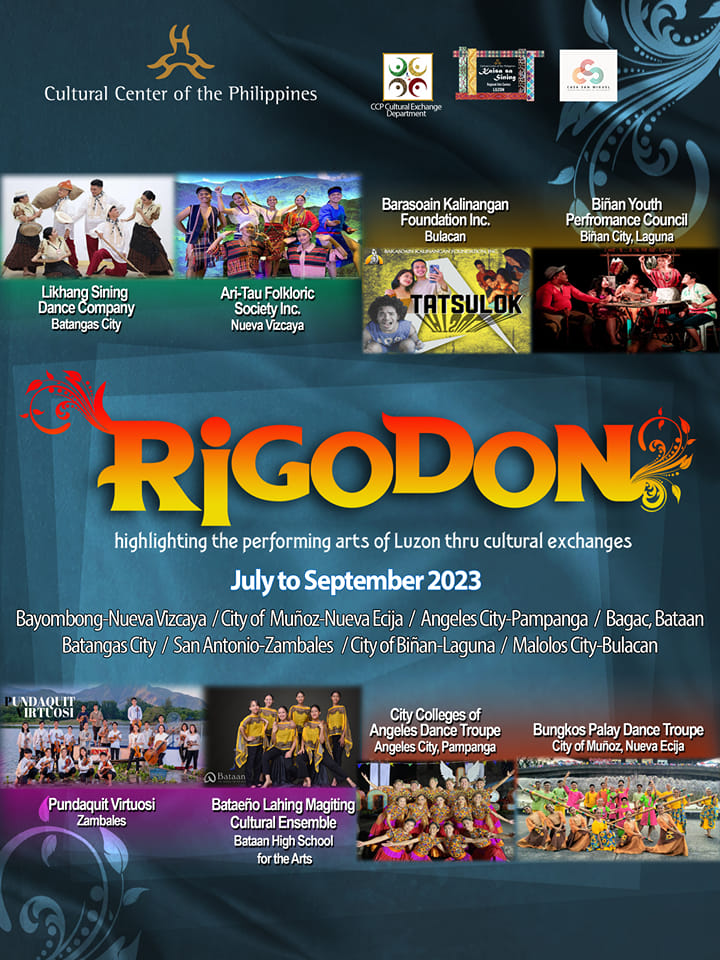 Cultural Center of the Philippines
CCP Cultural Exchange
Department
Kaisa sa
Sining
LUZON
CASA SAN MIGUEL
Likhang Sining
Dance Company
Batangas City
Ari-Tau Folkloric
Society Inc.
Nueva Vizcaya
Barasoain Kalinangan
Foundation Inc.
Bulacan
BARASOAIN KALINANGAN FOUNDATION INC.
TATSULOK
Biñan Youth
Perfromance Council
Biñan City, Laguna
RiGODON
highlighting the performing arts of Luzon thru cultural exchanges
July to September 2023
Bayombong-Nueva Vizcaya / City of Muñoz-Nueva Ecija / Angeles City-Pampanga / Bagac, Bataan
Batangas City / San Antonio-Zambales / City of Biñan-Laguna / Malolos City-Bulacan
PUNDAQUIT
VIRTUOSI
Pundaquit Virtuosi
Zambales
Bataan
Bataeño Lahing Magiting
Cultural Ensemble
Bataan High School
for the Arts
City Colleges of
Angeles Dance Troupe
Angeles City, Pampanga
Bungkos Palay Dance Troupe
City of Muñoz, Nueva Ecija